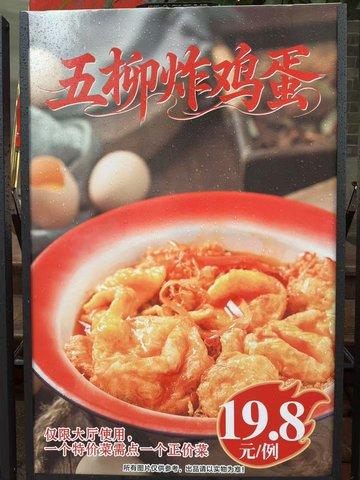 五柳炸鸡蛋
仅限大厅使用，
一个特价菜需点一个正价菜
19.8
元/例
所有图片仅供参考，出品请以实物为准！